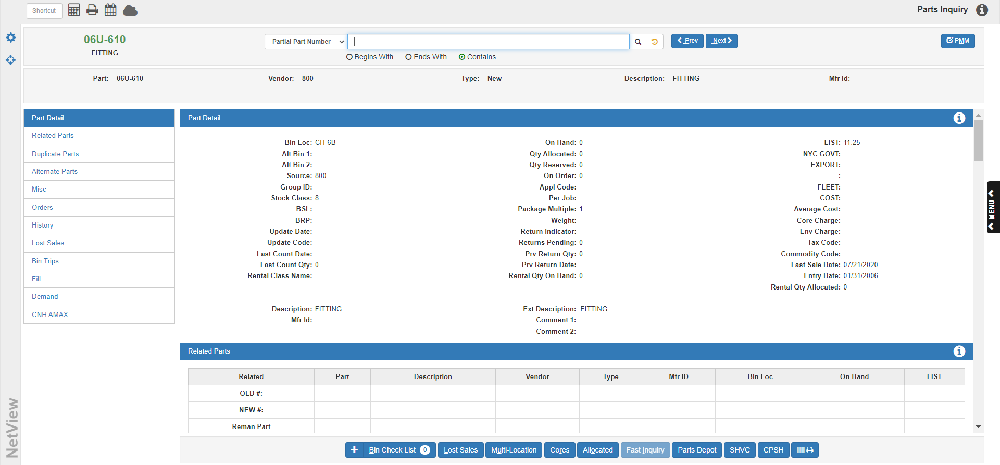 Shortcut
Parts Inquiry
06U-610
FITTING
Partial Part Number
Prev
Next
PMM
Begins With Ends With Contains
Part: 06U-610 Vendor: 800 Type: New Description: FITTING Mfr Id:
Part Detail
Related Parts
Duplicate Parts
Alternate Parts
Misc
Orders
History
Lost Sales
Bin Trips
Fill
Demand
CNH AMAX
Part Detail
Bin Loc: CH-6B
Alt Bin 1:
Alt Bin 2:
Source: 800
Group ID:
Stock Class: 8
BSL:
BRP:
Update Date:
Update Code:
Last Count Date:
Last Count Qty: 0
Rental Class Name:
On Hand: 0
Qty Allocated: 0
Qty Reserved: 0
On Order: 0
Appl Code:
Per Job:
Package Multiple: 1
Weight:
Return Indicator:
Returns Pending: 0
Prv Return Qty: 0
Prv Return Date:
Rental Qty On Hand: 0
LIST: 11.25
NYC GOVT:
EXPORT:
:
FLEET:
COST:
Average Cost:
Core Charge:
Env Charge:
Tax Code:
Commodity Code:
Last Sale Date: 07/21/2020
Entry Date: 01/31/2006
Rental Qty Allocated: 0
Description: FITTING
Mfr Id:
Ext Description: FITTING
Comment 1:
Comment 2:
Related Parts
Related Part Description Vendor Type Mfr ID Bin Loc On Hand LIST
OLD #:
NEW #:
Reman Part
Bin Check List 0
Lost Sales
Multi-Location
Cores
Allocated
Fast Inquiry
Parts Depot
SHVC
CPSH
MENU
NetView